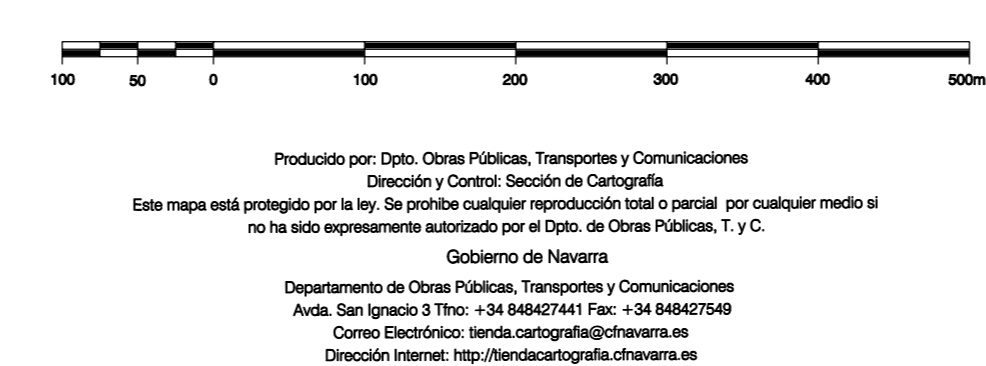 100 50 0 100 200 300 400 500m
Producido por: Dpto. Obras Públicas, Transportes y Comunicaciones
Dirección y Control: Sección de Cartografía
Este mapa está protegido por la ley. Se prohibe cualquier reproducción total o parcial por cualquier medio si
no ha sido expresamente autorizado por el Dpto. de Obras Públicas, T. y C.
Gobierno de Navarra
Departamento de Obras Públicas, Transportes y Comunicaciones
Avda. San Ignacio 3 Tfno: +34 848427441 Fax: +34 848427549
Correo Electrónico: tienda.cartografia@cfnavarra.es
Dirección Internet: http://tiendacartografia.cfnavarra.es